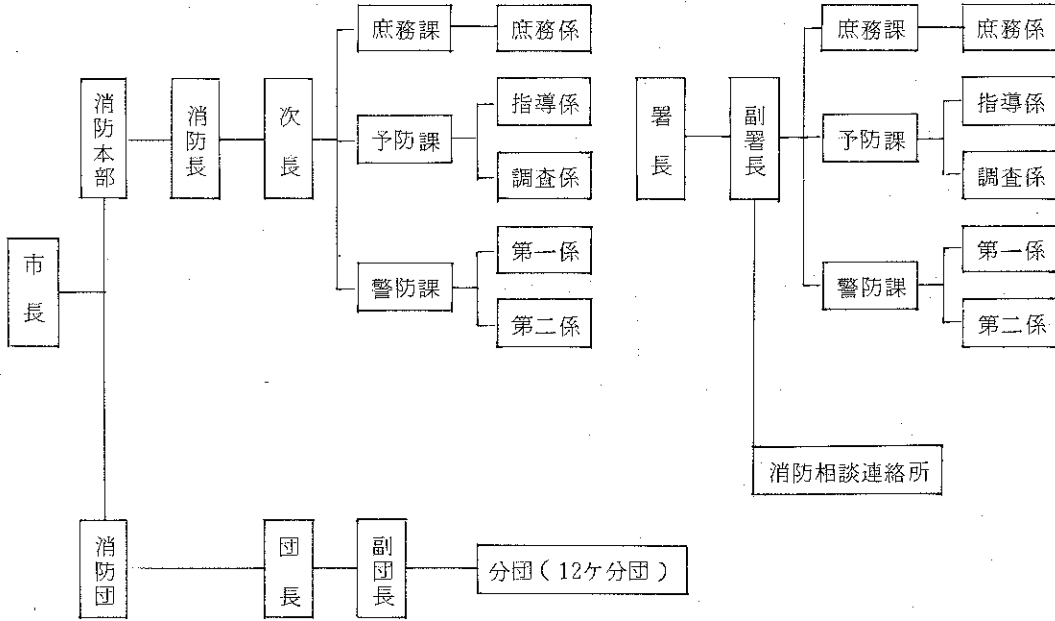 市長
消防本部
消防長
次長
庶務課
庶務係
予防課
指導係
調査係
警防課
第一係
第二係
署長
副署長
庶務課
庶務係
予防課
指導係
調査係
警防課
第一係
第二係
消防相談連絡所
消防団
団長
副団長
分団(12ケ分団)